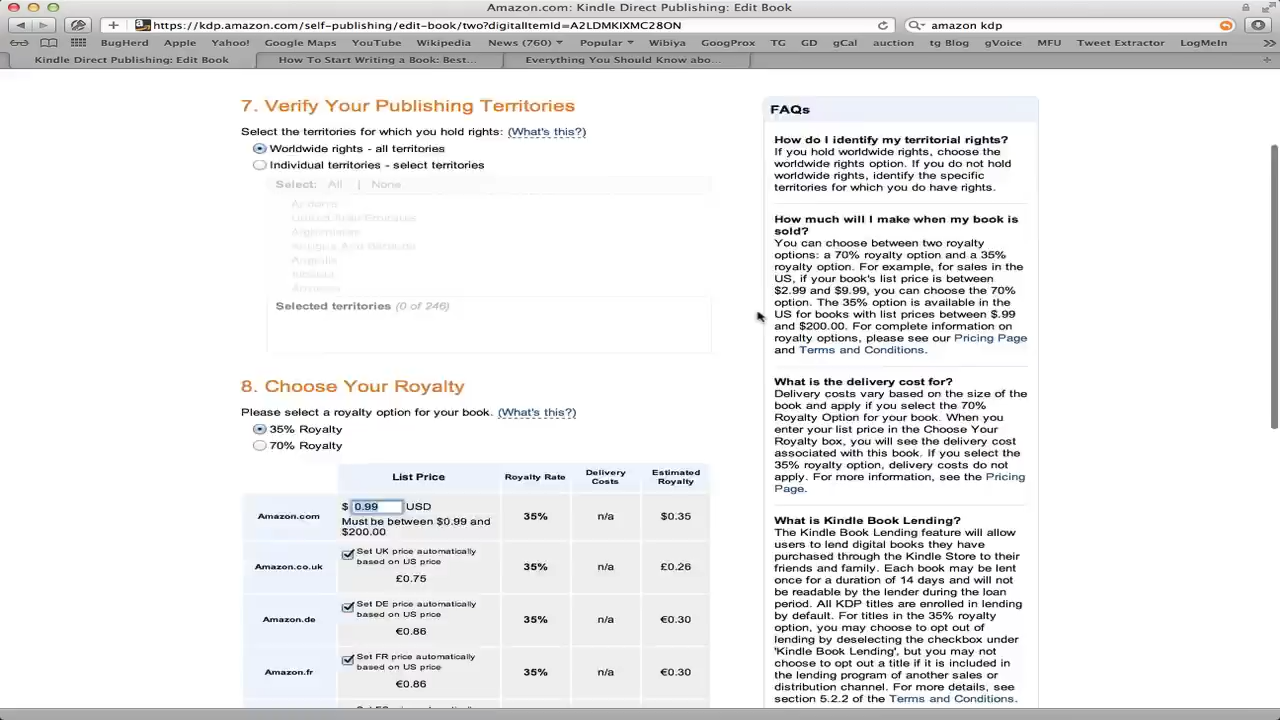 Amazon.com: Kindle Direct Publishing: Edit Book
https://kdp.amazon.com/self-publishing/edit-book/two?digitalItemId=A2LDMKIXMC28ON
amazon kdp
BugHerd Apple Yahoo! Google Maps YouTube Wikipedia News (760) Popular Wibiya GoogProx TG GD gCal auction tg Blog gVoice MFU Tweet Extractor LogMeIn
Kindle Direct Publishing: Edit Book
How To Start Writing a Book: Best...
Everything You Should Know abo...
7. Verify Your Publishing Territories
Select the territories for which you hold rights: (What's this?)
Worldwide rights - all territories
Individual territories - select territories
Select: All | None
Selected territories (0 of 246)
8. Choose Your Royalty
Please select a royalty option for your book. (What's this?)
35% Royalty
70% Royalty
List Price Royalty Rate Delivery Costs Estimated Royalty
Amazon.com
$ 0.99 USD
Must be between $0.99 and
$200.00
35% n/a $0.35
Amazon.co.uk
Set UK price automatically
based on US price
£0.75
35% n/a £0.26
Amazon.de
Set DE price automatically
based on US price
€0.86
35% n/a €0.30
Amazon.fr
Set FR price automatically
based on US price
€0.86
35% n/a €0.30
FAQs
How do I identify my territorial rights?
If you hold worldwide rights, choose the
worldwide rights option. If you do not hold
worldwide rights, identify the specific
territories for which you do have rights.
How much will I make when my book is
sold?
You can choose between two royalty
options: a 70% royalty option and a 35%
royalty option. For example, for sales in the
US, if your book's list price is between
$2.99 and $9.99, you can choose the 70%
option. The 35% option is available in the
US for books with list prices between $.99
and $200.00. For complete information on
royalty options, please see our Pricing Page
and Terms and Conditions.
What is the delivery cost for?
Delivery costs vary based on the size of the
book and apply if you select the 70%
Royalty Option for your book. When you
enter your list price in the Choose Your
Royalty box, you will see the delivery cost
associated with this book. If you select the
35% royalty option, delivery costs do not
apply. For more information, see the Pricing
Page.
What is Kindle Book Lending?
The Kindle Book Lending feature will allow
users to lend digital books they have
purchased through the Kindle Store to their
friends and family. Each book may be lent
once for a duration of 14 days and will not
be readable by the lender during the loan
period. All KDP titles are enrolled in lending
by default. For titles in the 35% royalty
option, you may choose to opt out of
lending by deselecting the checkbox under
'Kindle Book Lending', but you may not
choose to opt out a title if it is included in
the lending program of another sales or
distribution channel. For more details, see
section 5.2.2 of the Terms and Conditions.